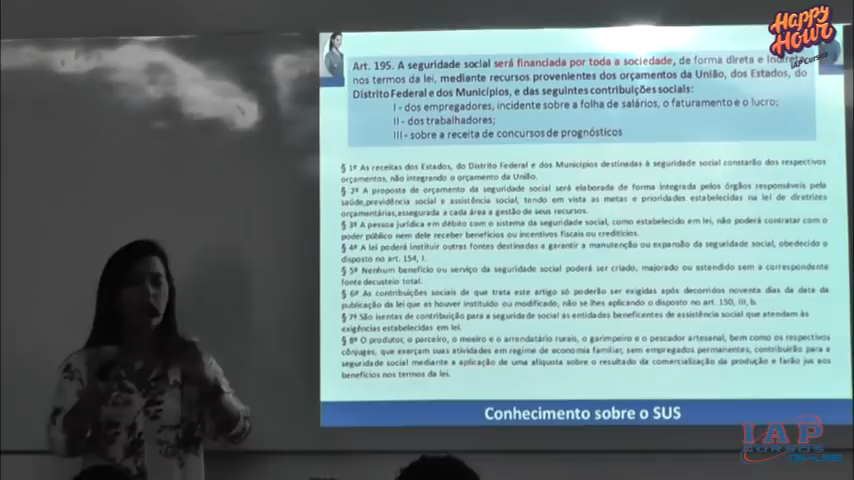 HAPPY
HOUR
IAP Cursos
Art. 195. A seguridade social será financiada por toda a sociedade, de forma direta e indireta,
nos termos da lei, mediante recursos provenientes dos orçamentos da União, dos Estados, do
Distrito Federal e dos Municípios, e das seguintes contribuições sociais:
I - dos empregadores, incidente sobre a folha de salários, o faturamento e o lucro;
II - dos trabalhadores;
III - sobre a receita de concursos de prognósticos
§ 1º As receitas dos Estados, do Distrito Federal e dos Municípios destinadas à seguridade social constarão dos respectivos
orçamentos, não integrando o orçamento da União.
§ 2º A proposta de orçamento da seguridade social será elaborada de forma integrada pelos órgãos responsáveis pela
saúde, previdência social e assistência social, tendo em vista as metas e prioridades estabelecidas na lei de diretrizes
orçamentárias, assegurada a cada área a gestão de seus recursos.
§ 3º A pessoa jurídica em débito com o sistema da seguridade social, como estabelecido em lei, não poderá contratar com o
poder público nem dele receber benefícios ou incentivos fiscais ou creditícios.
§ 4º A lei poderá instituir outras fontes destinadas a garantir a manutenção ou expansão da seguridade social, obedecido o
disposto no art. 154, I.
§ 5º Nenhum benefício ou serviço da seguridade social poderá ser criado, majorado ou estendido sem a correspondente
fonte de custeio total.
§ 6º As contribuições sociais de que trata este artigo só poderão ser exigidas após decorridos noventa dias da data da
publicação da lei que as houver instituído ou modificado, não se lhes aplicando o disposto no art. 150, III, b.
§ 7º São isentas de contribuição para a seguridade social as entidades beneficentes de assistência social que atendam às
exigências estabelecidas em lei.
§ 8º O produtor, o parceiro, o meeiro e o arrendatário rurais, o garimpeiro e o pescador artesanal, bem como os respectivos
cônjuges, que exerçam suas atividades em regime de economia familiar, sem empregados permanentes, contribuirão para a
seguridade social mediante a aplicação de uma alíquota sobre o resultado da comercialização da produção e farão jus aos
benefícios nos termos da lei.
Conhecimento sobre o SUS
IAP
CURSOS
ON-LINE